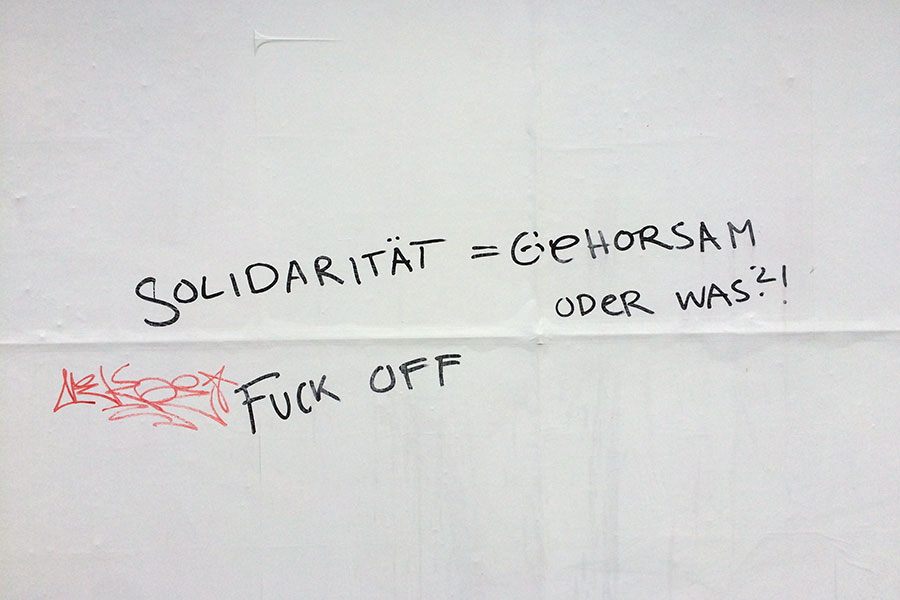 SOLIDARITÄT = GEHORSAM
ODER WAS?!
FUCK OFF